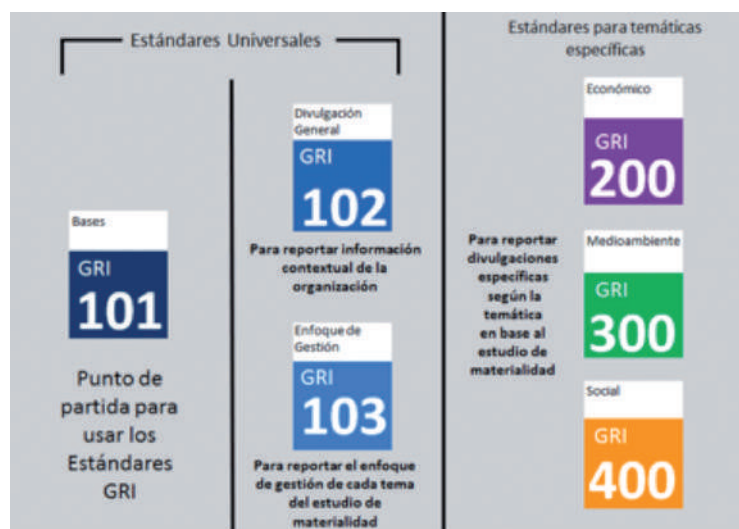 Estándares Universales
Bases
GRI
101
Punto de
partida para
usar los
Estándares
GRI
Divulgación
General
GRI
102
Para reportar información
contextual de la
organización
Enfoque de
Gestión
GRI
103
Para reportar el enfoque
de gestión de cada tema
del estudio de
materialidad
Estándares para temáticas
específicas
Para reportar
divulgaciones
específicas
según la
temática
en base al
estudio de
materialidad
Económico
GRI
200
Medioambiente
GRI
300
Social
GRI
400